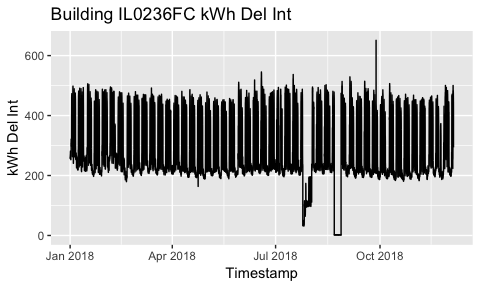 Building IL0236FC kWh Del Int
600
400
200
0
kWh Del Int
Jan 2018 Apr 2018 Jul 2018 Oct 2018
Timestamp